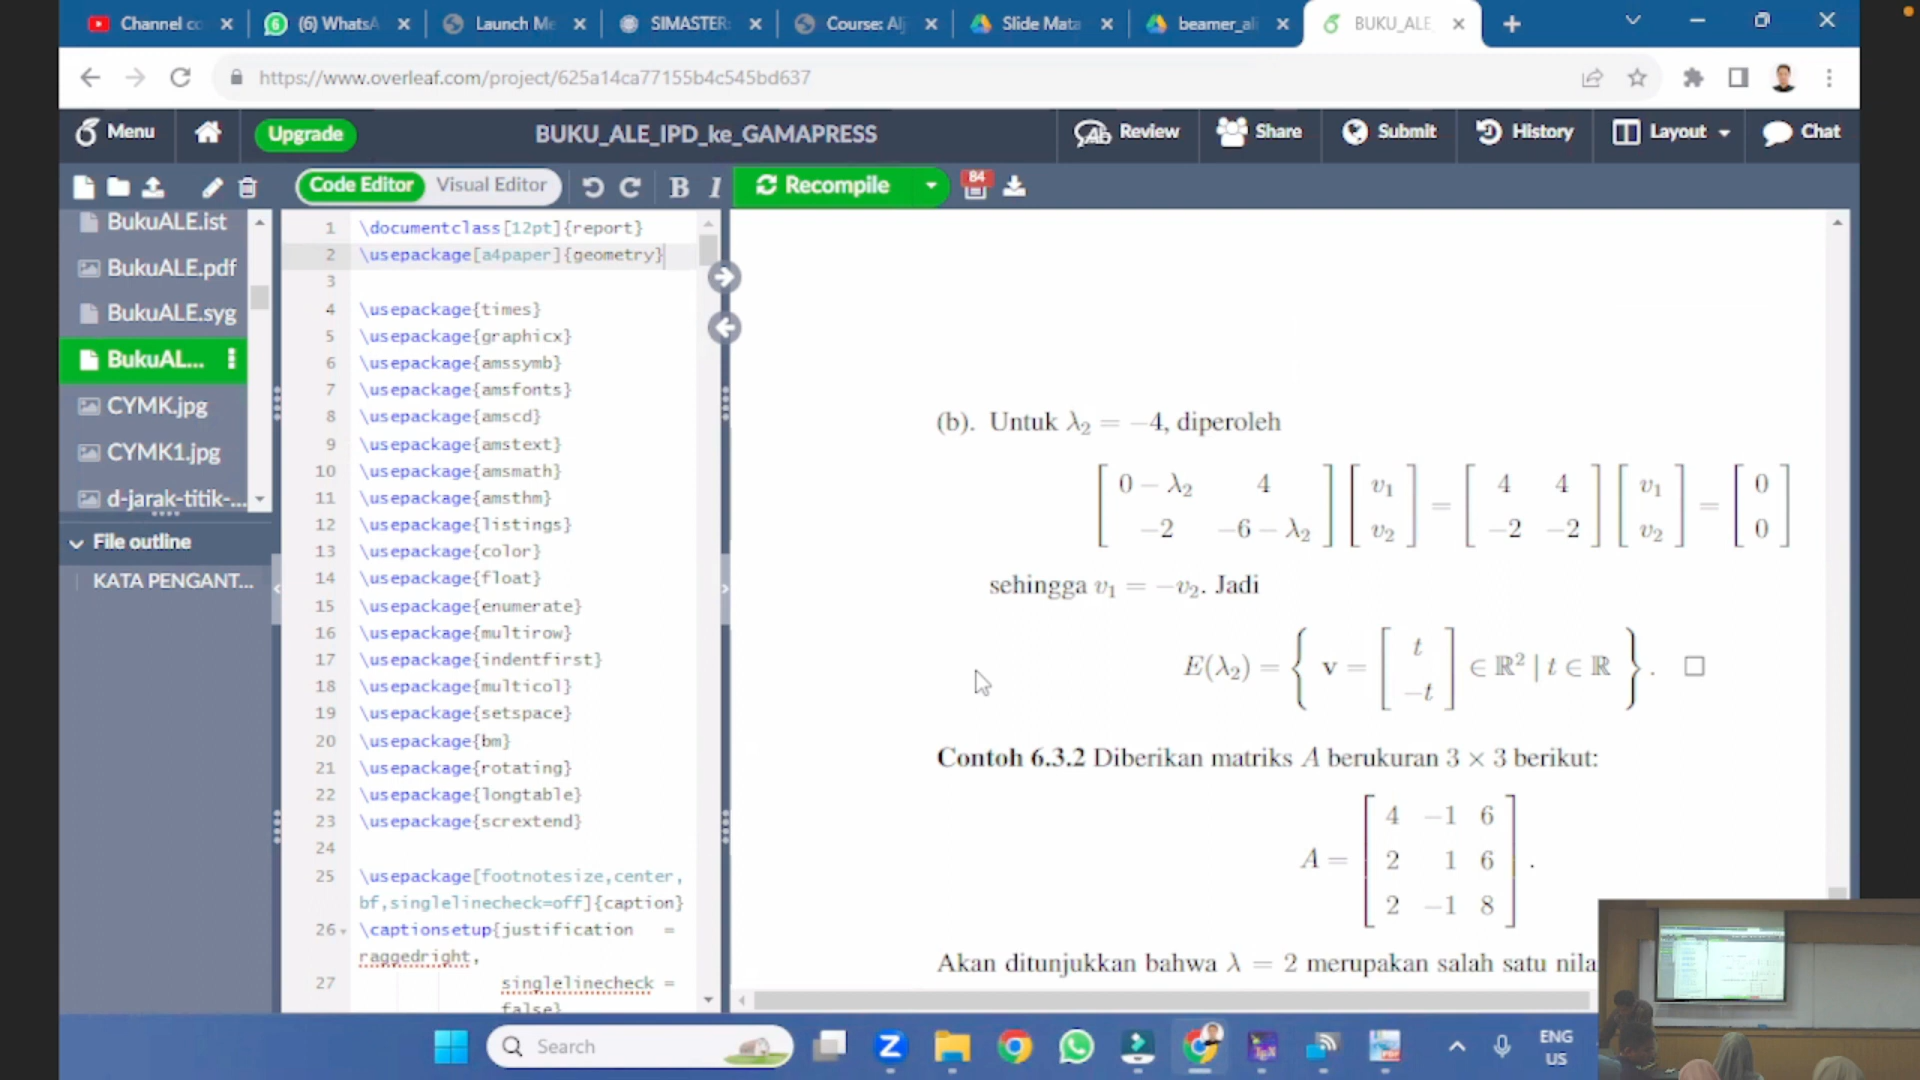 Channel co
(6) WhatsA
Launch Me
SIMASTER:
Course: Alj
Slide Mata
beamer_ali
BUKU_ALE_
https://www.overleaf.com/project/625a14ca77155b4c545bd637
Menu
Upgrade
BUKU_ALE_IPD_ke_GAMAPRESS
Review
Share
Submit
History
Layout
Chat
Code Editor
Visual Editor
B I
Recompile
84
BukuALE.ist
BukuALE.pdf
BukuALE.syg
BukuAL...
CYMK.jpg
CYMK1.jpg
d-jarak-titik-...
File outline
KATA PENGANT...
1 \documentclass[12pt]{report}
2 \usepackage[a4paper]{geometry}
3
4 \usepackage{times}
5 \usepackage{graphicx}
6 \usepackage{amssymb}
7 \usepackage{amsfonts}
8 \usepackage{amscd}
9 \usepackage{amstext}
10 \usepackage{amsmath}
11 \usepackage{amsthm}
12 \usepackage{listings}
13 \usepackage{color}
14 \usepackage{float}
15 \usepackage{enumerate}
16 \usepackage{multirow}
17 \usepackage{indentfirst}
18 \usepackage{multicol}
19 \usepackage{setspace}
20 \usepackage{bm}
21 \usepackage{rotating}
22 \usepackage{longtable}
23 \usepackage{scrextend}
24
25 \usepackage[footnotesize,center,
bf,singlelinecheck=off]{caption}
26 \captionsetup{justification =
raggedright,
27 singlelinecheck =
false}
(b). Untuk λ₂ = −4, diperoleh
[ 0 − λ₂ 4 ; −2 −6 − λ₂ ] [ v₁ ; v₂ ] = [ 4 4 ; −2 −2 ] [ v₁ ; v₂ ] = [ 0 ; 0 ]
sehingga v₁ = −v₂. Jadi
E(λ₂) = { v = [ t ; −t ] ∈ ℝ² | t ∈ ℝ } . □
Contoh 6.3.2 Diberikan matriks A berukuran 3 × 3 berikut:
A = [ 4 −1 6 ; 2 1 6 ; 2 −1 8 ] .
Akan ditunjukkan bahwa λ = 2 merupakan salah satu nila
Search
ENG
US